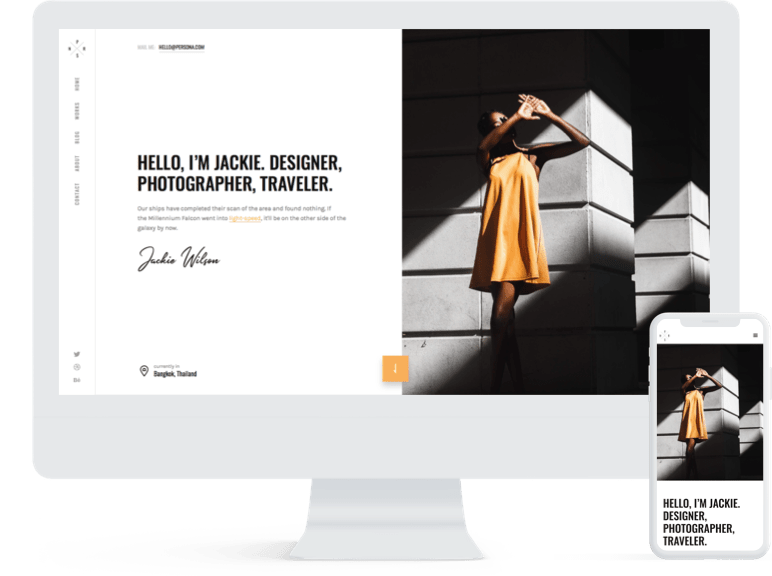 P
R
R
S
HOME
WORKS
BLOG
ABOUT
CONTACT
Bē
MAIL ME: HELLO@PERSONA.COM
HELLO, I'M JACKIE. DESIGNER,
PHOTOGRAPHER, TRAVELER.
Our ships have completed their scan of the area and found nothing. If
the Millennium Falcon went into light-speed, it'll be on the other side of the
galaxy by now.
Jackie Wilson
currently in
Bangkok, Thailand
HELLO, I'M JACKIE.
DESIGNER,
PHOTOGRAPHER,
TRAVELER.